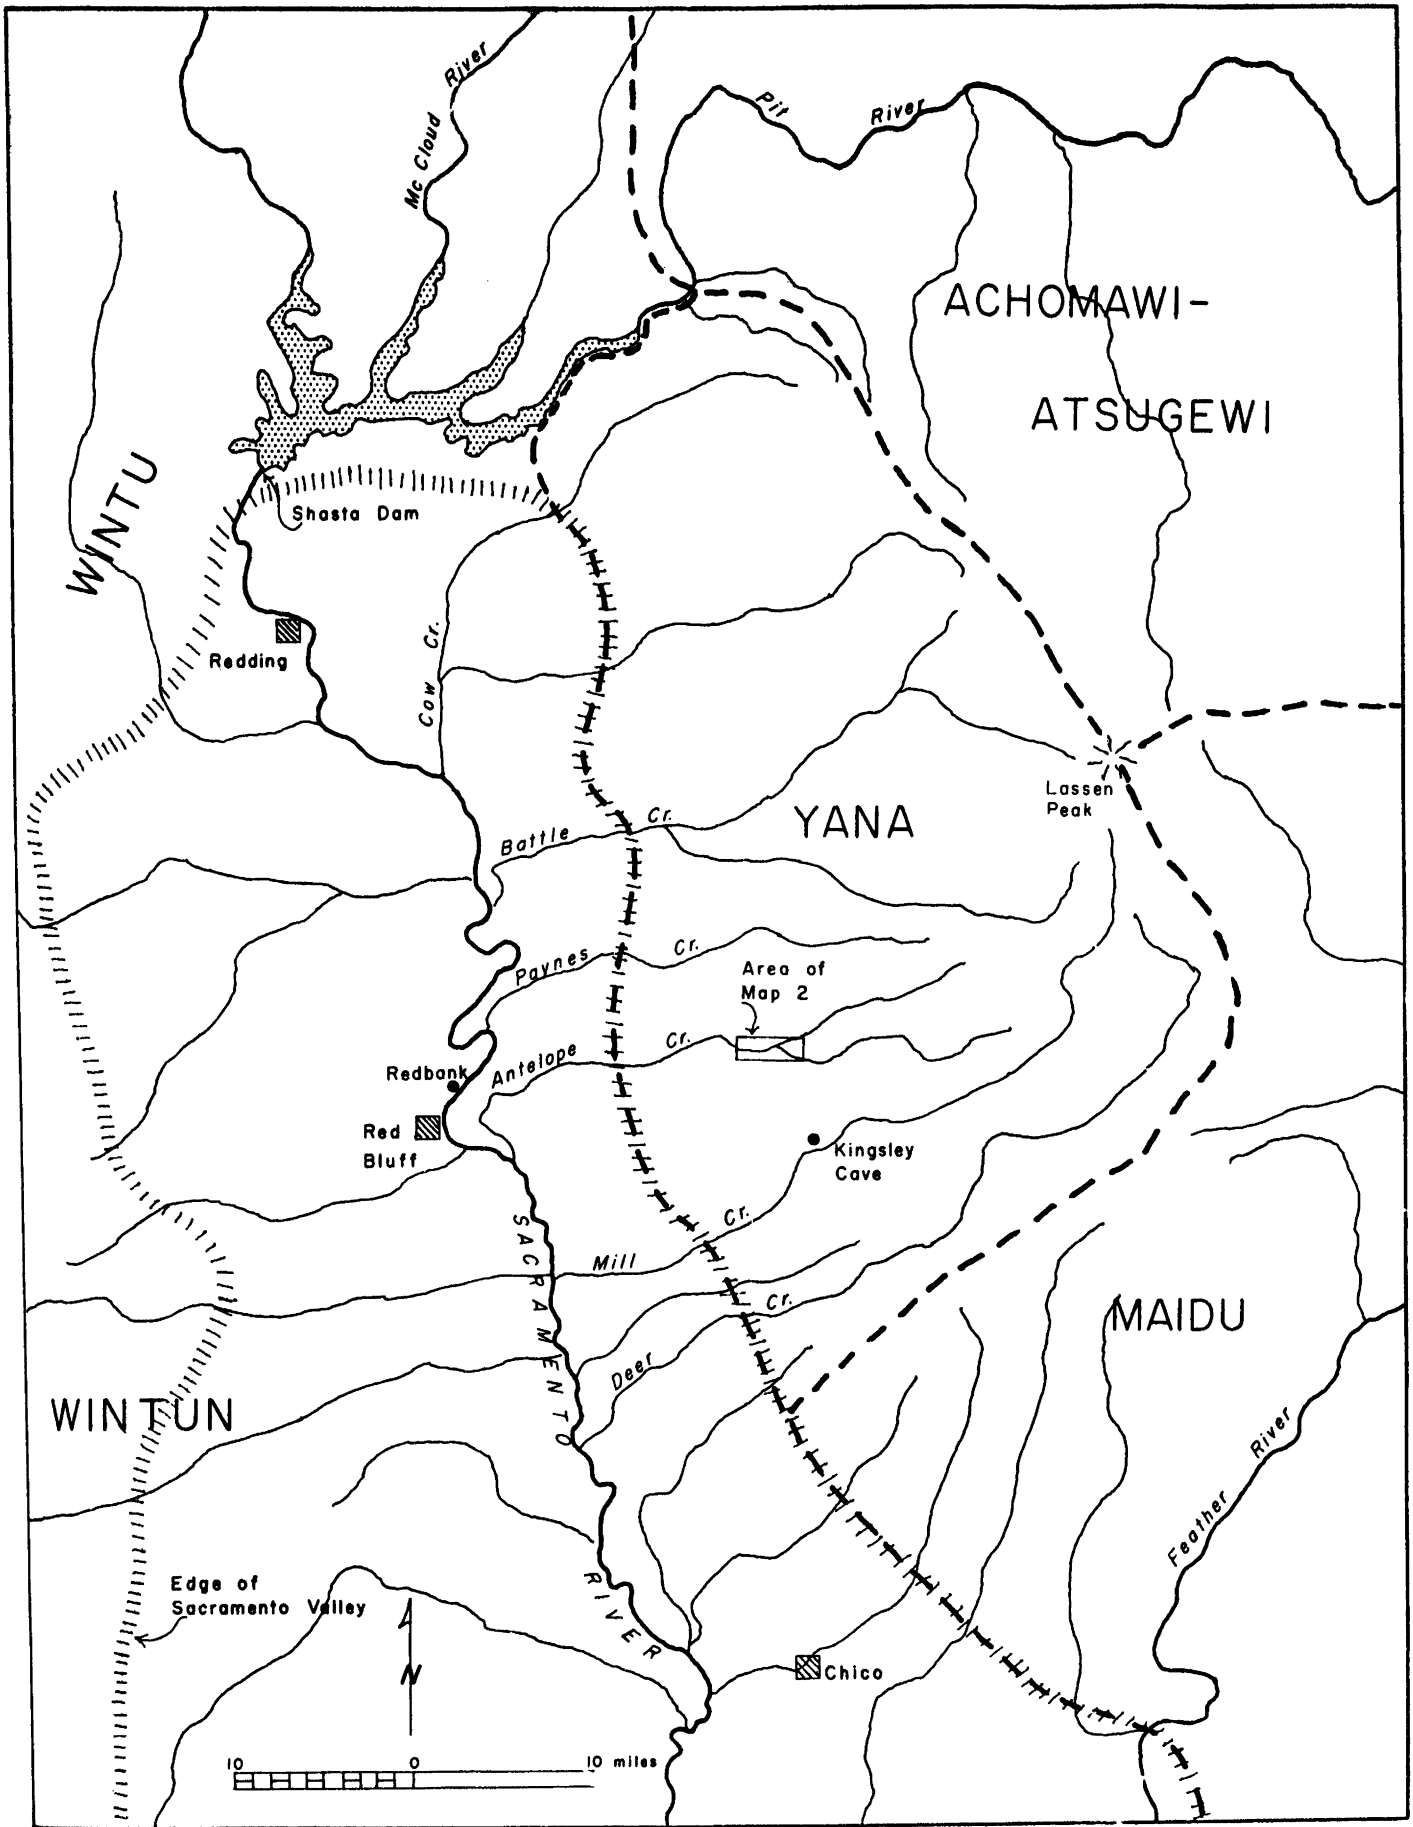 Mc Cloud River
Pit River
ACHOMAWI-
ATSUGEWI
WINTU
Shasta Dam
Redding
Cow Cr.
Lassen
Peak
YANA
Battle Cr.
Paynes Cr.
Area of
Map 2
Antelope Cr.
Redbank
Red
Bluff
Kingsley
Cave
Mill Cr.
SACRAMENTO RIVER
Deer Cr.
MAIDU
WINTUN
Feather River
Edge of
Sacramento Valley
N
Chico
10 0 10 miles